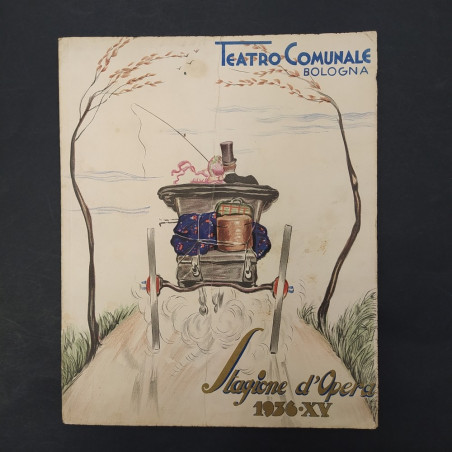 TEATRO COMUNALE
BOLOGNA
Stagione d'Opera
1936·XV